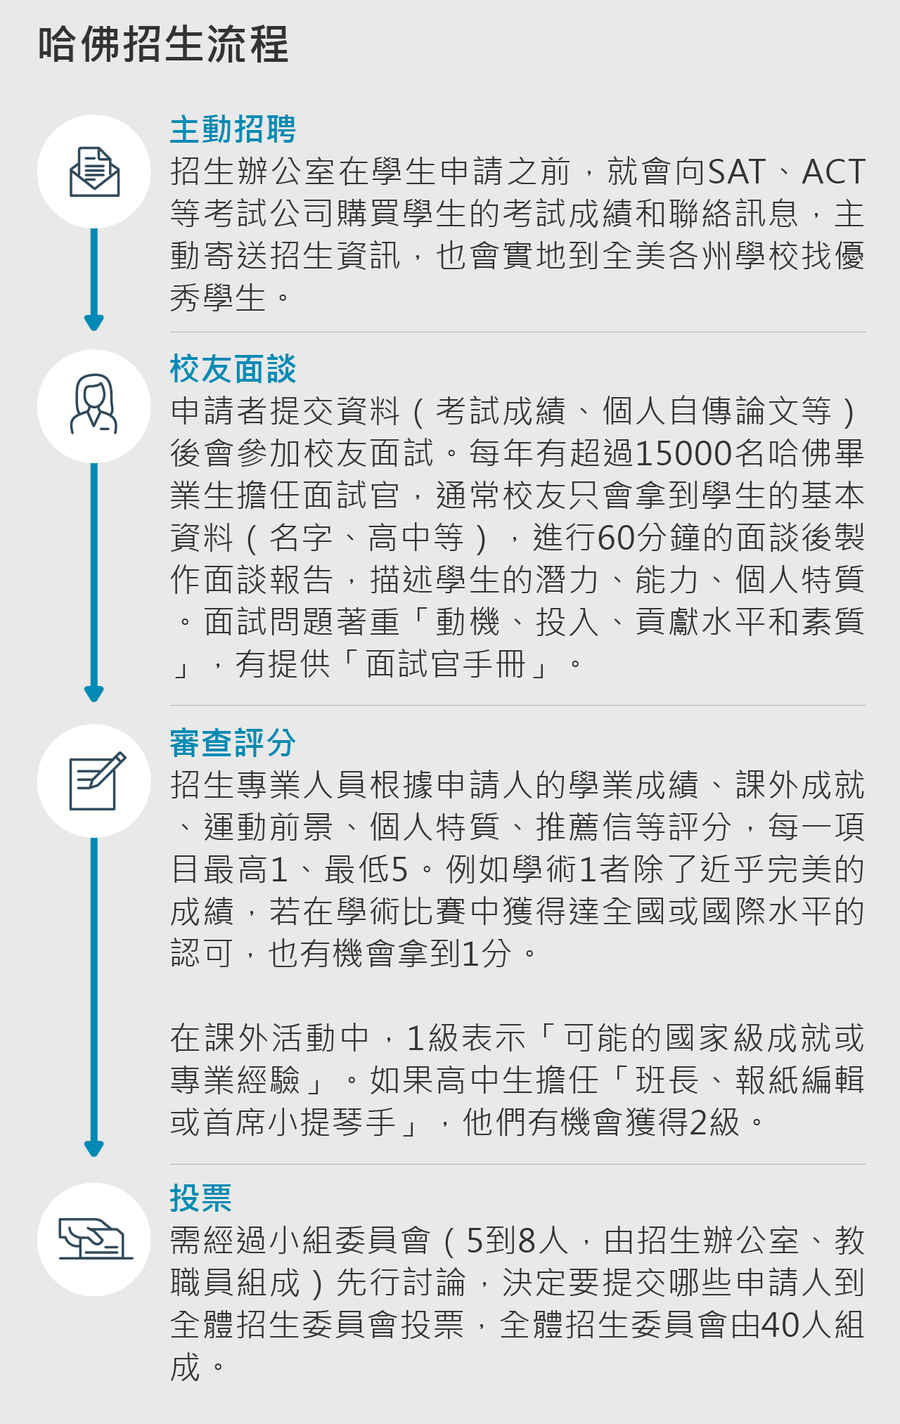 哈佛招生流程
主動招聘
招生辦公室在學生申請之前，就會向SAT、ACT
等考試公司購買學生的考試成績和聯絡訊息，主
動寄送招生資訊，也會實地到全美各州學校找優
秀學生。
校友面談
申請者提交資料（考試成績、個人自傳論文等）
後會參加校友面試。每年有超過15000名哈佛畢
業生擔任面試官，通常校友只會拿到學生的基本
資料（名字、高中等），進行60分鐘的面談後製
作面談報告，描述學生的潛力、能力、個人特質
。面試問題著重「動機、投入、貢獻水平和素質
」，有提供「面試官手冊」。
審查評分
招生專業人員根據申請人的學業成績、課外成就
、運動前景、個人特質、推薦信等評分，每一項
目最高1、最低5。例如學術1者除了近乎完美的
成績，若在學術比賽中獲得達全國或國際水平的
認可，也有機會拿到1分。
在課外活動中，1級表示「可能的國家級成就或
專業經驗」。如果高中生擔任「班長、報紙編輯
或首席小提琴手」，他們有機會獲得2級。
投票
需經過小組委員會（5到8人，由招生辦公室、教
職員組成）先行討論，決定要提交哪些申請人到
全體招生委員會投票，全體招生委員會由40人組
成。